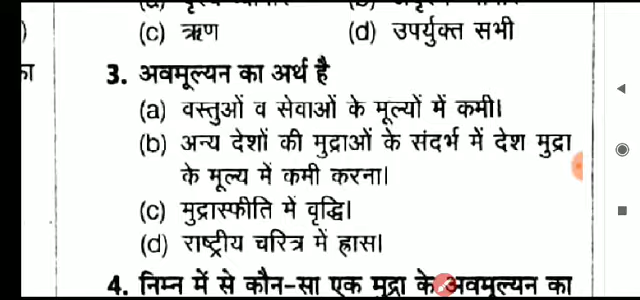 (c) ऋण (d) उपर्युक्त सभी
3. अवमूल्यन का अर्थ है
(a) वस्तुओं व सेवाओं के मूल्यों में कमी।
(b) अन्य देशों की मुद्राओं के संदर्भ में देश मुद्रा
के मूल्य में कमी करना।
(c) मुद्रास्फीति में वृद्धि।
(d) राष्ट्रीय चरित्र में ह्रास।
4. निम्न में से कौन-सा एक मुद्रा के अवमूल्यन का